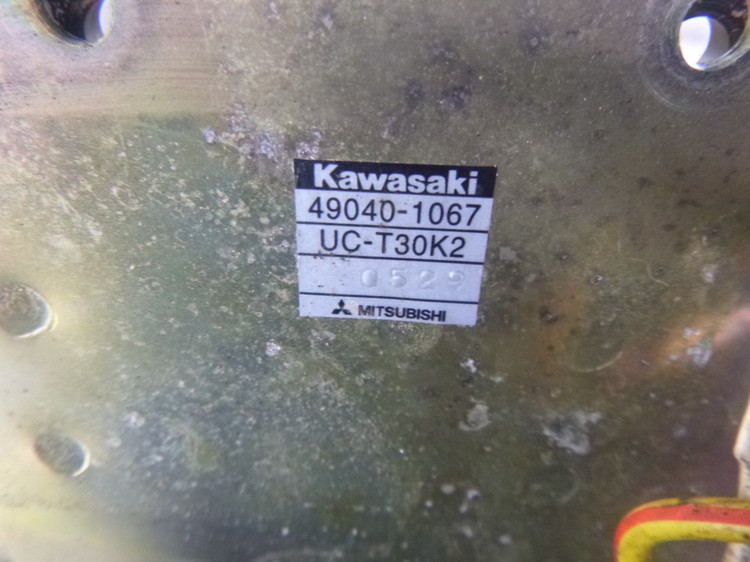 Kawasaki
49040-1067
UC-T30K2
0529
MITSUBISHI